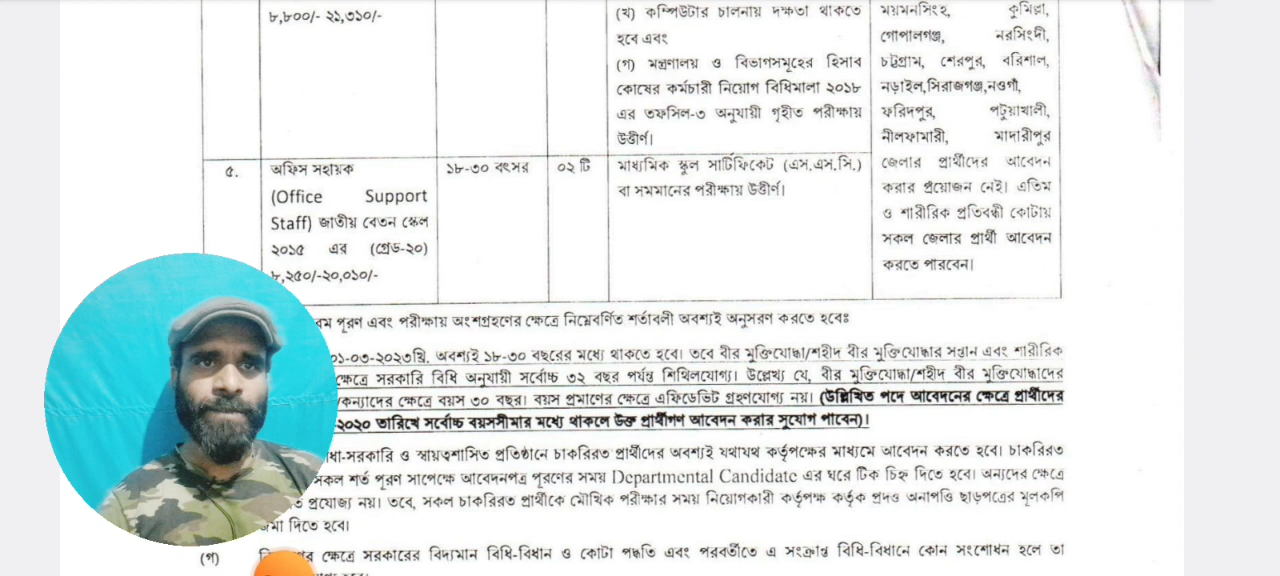 ৮,৮০০/- ২১,৩১০/-
(খ) কম্পিউটার চালনায় দক্ষতা থাকতে
হবে এবং
(গ) মন্ত্রণালয় ও বিভাগসমূহের হিসাব
কোষের কর্মচারী নিয়োগ বিধিমালা ২০১৮
এর তফসিল-৩ অনুযায়ী গৃহীত পরীক্ষায়
উত্তীর্ণ।
ময়মনসিংহ, কুমিল্লা,
গোপালগঞ্জ, নরসিংদী,
চট্টগ্রাম, শেরপুর, বরিশাল,
নড়াইল,সিরাজগঞ্জ,নওগাঁ,
ফরিদপুর, পটুয়াখালী,
নীলফামারী, মাদারীপুর
জেলার প্রার্থীদের আবেদন
করার প্রয়োজন নেই। এতিম
ও শারীরিক প্রতিবন্ধী কোটায়
সকল জেলার প্রার্থী আবেদন
করতে পারবেন।
৫.
অফিস সহায়ক
(Office Support
Staff) জাতীয় বেতন স্কেল
২০১৫ এর (গ্রেড-২০)
৮,২৫০/-২০,০১০/-
১৮-৩০ বৎসর
০২ টি
মাধ্যমিক স্কুল সার্টিফিকেট (এস.এস.সি.)
বা সমমানের পরীক্ষায় উত্তীর্ণ।
পূরণ এবং পরীক্ষায় অংশগ্রহণের ক্ষেত্রে নিম্নেবর্ণিত শর্তাবলী অবশ্যই অনুসরণ করতে হবেঃ
০১-০৩-২০২৩খ্রি. অবশ্যই ১৮-৩০ বছরের মধ্যে থাকতে হবে। তবে বীর মুক্তিযোদ্ধা/শহীদ বীর মুক্তিযোদ্ধার সন্তান এবং শারীরিক
ক্ষেত্রে সরকারি বিধি অনুযায়ী সর্বোচ্চ ৩২ বছর পর্যন্ত শিথিলযোগ্য। উল্লেখ্য যে, বীর মুক্তিযোদ্ধা/শহীদ বীর মুক্তিযোদ্ধাদের
/কন্যাদের ক্ষেত্রে বয়স ৩০ বছর। বয়স প্রমাণের ক্ষেত্রে এফিডেভিট গ্রহণযোগ্য নয়। (উল্লিখিত পদে আবেদনের ক্ষেত্রে প্রার্থীদের
-২০২০ তারিখে সর্বোচ্চ বয়সসীমার মধ্যে থাকলে উক্ত প্রার্থীগণ আবেদন করার সুযোগ পাবেন)।
ধা-সরকারি ও স্বায়ত্বশাসিত প্রতিষ্ঠানে চাকরিরত প্রার্থীদের অবশ্যই যথাযথ কর্তৃপক্ষের মাধ্যমে আবেদন করতে হবে। চাকরিরত
সকল শর্ত পূরণ সাপেক্ষে আবেদনপত্র পূরণের সময় Departmental Candidate এর ঘরে টিক চিহ্ন দিতে হবে। অন্যদের ক্ষেত্রে
প্রযোজ্য নয়। তবে, সকল চাকরিরত প্রার্থীকে মৌখিক পরীক্ষার সময় নিয়োগকারী কর্তৃপক্ষ কর্তৃক প্রদত্ত অনাপত্তি ছাড়পত্রের মূলকপি
জমা দিতে হবে।
(গ) ক্ষেত্রে সরকারের বিদ্যমান বিধি-বিধান ও কোটা পদ্ধতি এবং পরবর্তীতে এ সংক্রান্ত বিধি-বিধানে কোন সংশোধন হলে তা